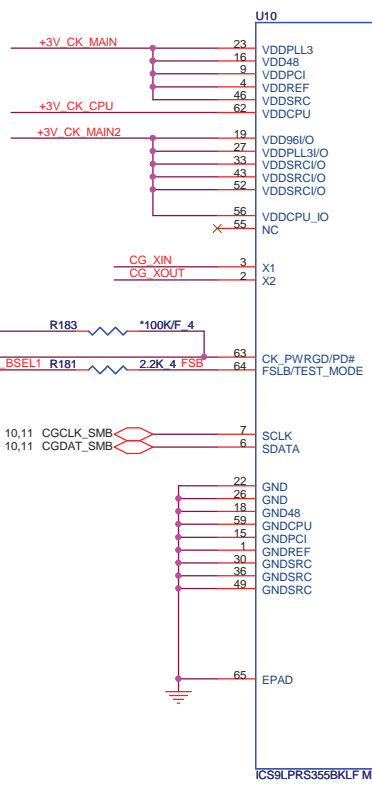 U10
+3V_CK_MAIN 23 VDDPLL3
16 VDD48
9 VDDPCI
4 VDDREF
46 VDDSRC
+3V_CK_CPU 62 VDDCPU
+3V_CK_MAIN2 19 VDD96I/O
27 VDDPLL3I/O
33 VDDSRCI/O
43 VDDSRCI/O
52 VDDSRCI/O
56 VDDCPU_IO
55 NC
CG_XIN 3 X1
CG_XOUT 2 X2
R183 *100K/F_4
63 CK_PWRGD/PD#
_BSEL1 R181 2.2K_4 FSB 64 FSLB/TEST_MODE
10,11 CGCLK_SMB 7 SCLK
10,11 CGDAT_SMB 6 SDATA
22 GND
26 GND
18 GND48
59 GNDCPU
15 GNDPCI
1 GNDREF
30 GNDSRC
36 GNDSRC
49 GNDSRC
65 EPAD
ICS9LPRS355BKLF M